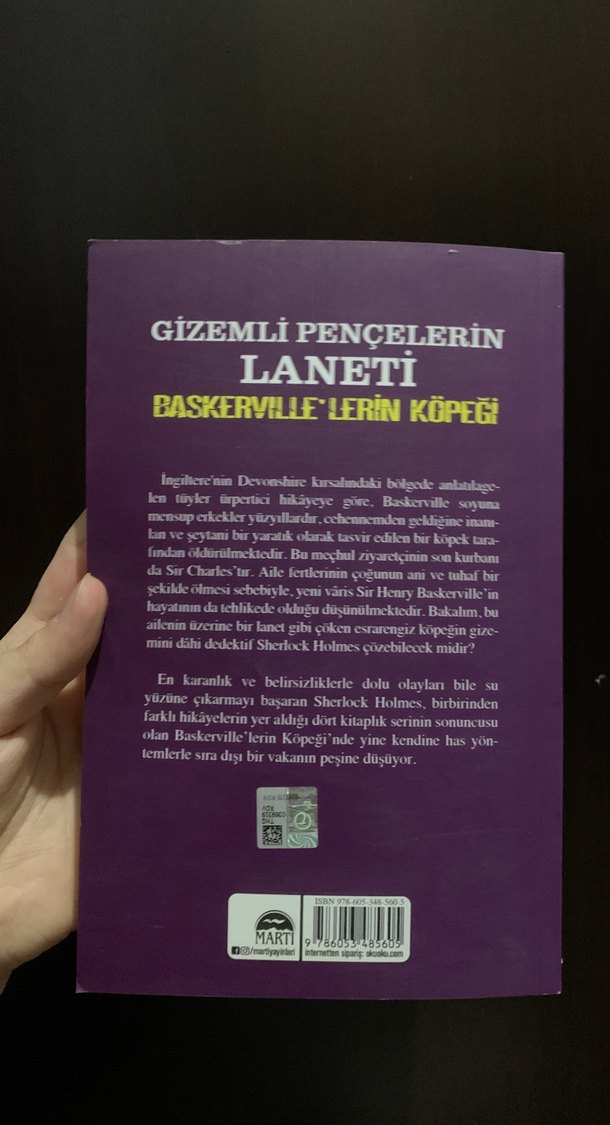 GİZEMLİ PENÇELERİN
LANETİ
BASKERVILLE'LERİN KÖPEĞİ
İngiltere'nin Devonshire kırsalındaki bölgede anlatılage-
len tüyler ürpertici hikâyeye göre, Baskerville soyuna
mensup erkekler yüzyıllardır, cehennemden geldiğine inanı-
lan ve şeytani bir yaratık olarak tasvir edilen bir köpek tara-
fından öldürülmektedir. Bu meçhul ziyaretçinin son kurbanı
da Sir Charles'tır. Aile fertlerinin çoğunun ani ve tuhaf bir
şekilde ölmesi sebebiyle, yeni vâris Sir Henry Baskerville'in
hayatının da tehlikede olduğu düşünülmektedir. Bakalım, bu
ailenin üzerine bir lanet gibi çöken esrarengiz köpeğin gize-
mini dâhi dedektif Sherlock Holmes çözebilecek midir?
En karanlık ve belirsizliklerle dolu olayları bile su
yüzüne çıkarmayı başaran Sherlock Holmes, birbirinden
farklı hikâyelerin yer aldığı dört kitaplık serinin sonuncusu
olan Baskerville'lerin Köpeği'nde yine kendine has yön-
temlerle sıra dışı bir vakanın peşine düşüyor.
MARTI
/martiyayinlari
ISBN 978-605-348-560-5
9 786053 485605
internetten sipariş: okuoku.com